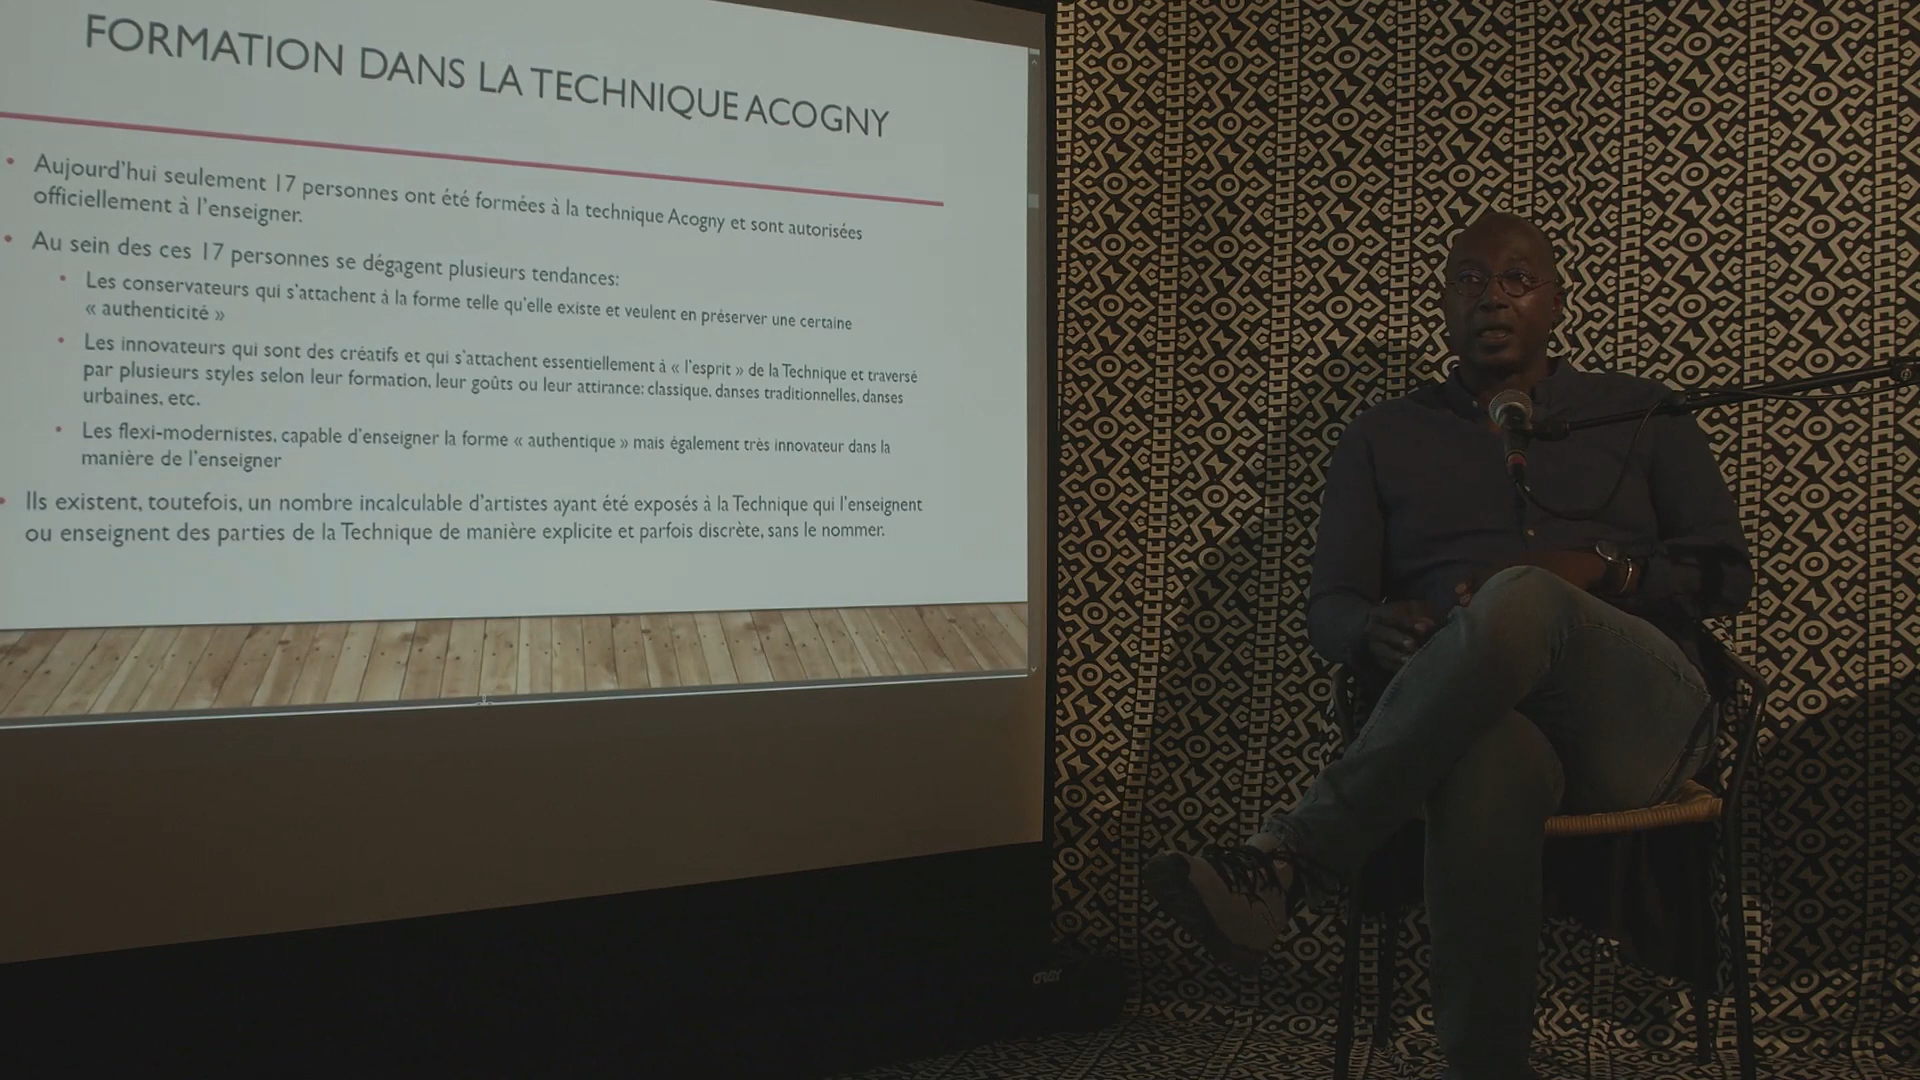 FORMATION DANS LA TECHNIQUE ACOGNY
• Aujourd'hui seulement 17 personnes ont été formées à la technique Acogny et sont autorisées
officiellement à l'enseigner.
• Au sein des ces 17 personnes se dégagent plusieurs tendances:
• Les conservateurs qui s'attachent à la forme telle qu'elle existe et veulent en préserver une certaine
« authenticité »
• Les innovateurs qui sont des créatifs et qui s'attachent essentiellement à « l'esprit » de la Technique et traversé
par plusieurs styles selon leur formation, leur goûts ou leur attirance: classique, danses traditionnelles, danses
urbaines, etc.
• Les flexi-modernistes, capable d'enseigner la forme « authentique » mais également très innovateur dans la
manière de l'enseigner
• Ils existent, toutefois, un nombre incalculable d'artistes ayant été exposés à la Technique qui l'enseignent
ou enseignent des parties de la Technique de manière explicite et parfois discrète, sans le nommer.